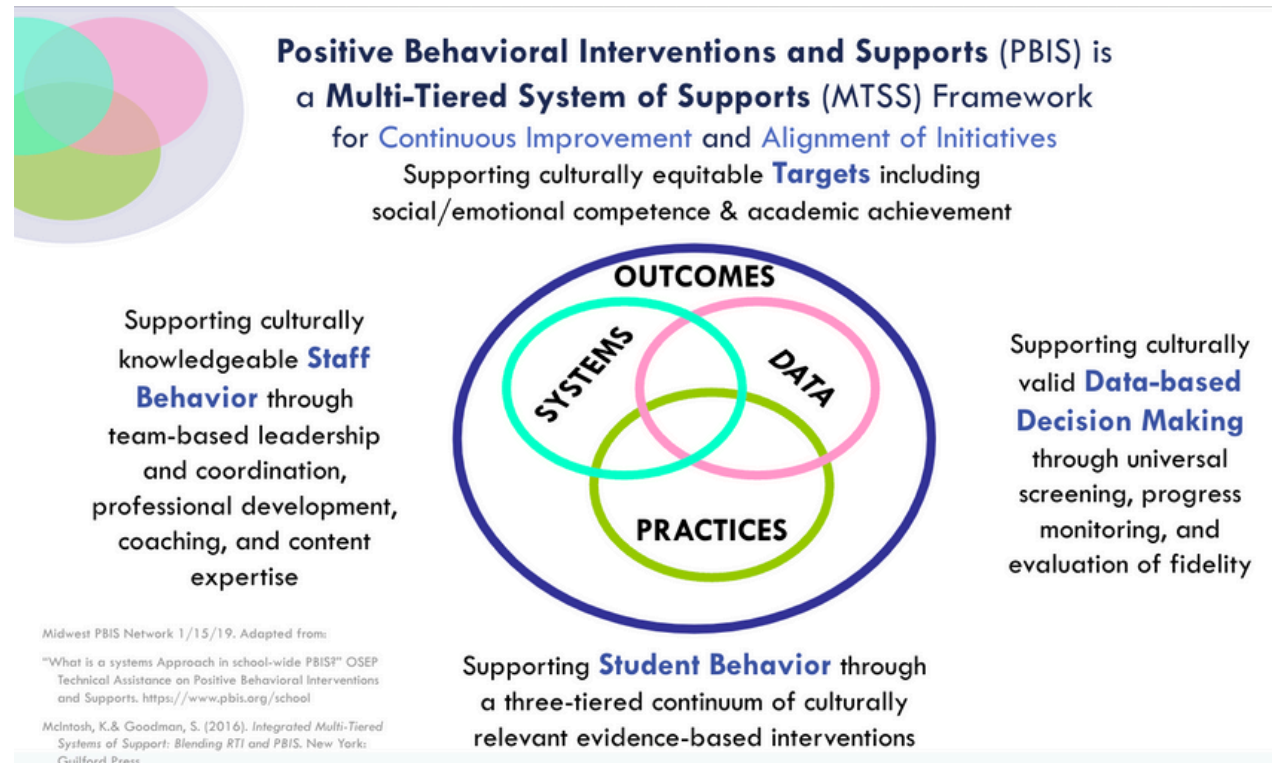 Positive Behavioral Interventions and Supports (PBIS) is
a Multi-Tiered System of Supports (MTSS) Framework
for Continuous Improvement and Alignment of Initiatives
Supporting culturally equitable Targets including
social/emotional competence & academic achievement
OUTCOMES
SYSTEMS
DATA
PRACTICES
Supporting culturally
knowledgeable Staff
Behavior through
team-based leadership
and coordination,
professional development,
coaching, and content
expertise
Supporting culturally
valid Data-based
Decision Making
through universal
screening, progress
monitoring, and
evaluation of fidelity
Supporting Student Behavior through
a three-tiered continuum of culturally
relevant evidence-based interventions
Midwest PBIS Network 1/15/19. Adapted from:
"What is a systems Approach in school-wide PBIS?" OSEP
Technical Assistance on Positive Behavioral Interventions
and Supports. https://www.pbis.org/school
McIntosh, K.& Goodman, S. (2016). Integrated Multi-Tiered
Systems of Support: Blending RTI and PBIS. New York:
Guilford Press